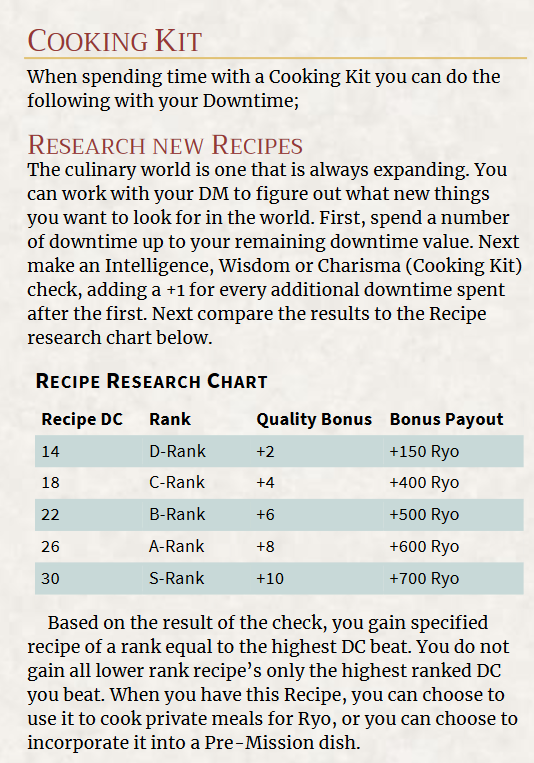 Cooking Kit
When spending time with a Cooking Kit you can do the
following with your Downtime;
Research new Recipes
The culinary world is one that is always expanding. You
can work with your DM to figure out what new things
you want to look for in the world. First, spend a number
of downtime up to your remaining downtime value. Next
make an Intelligence, Wisdom or Charisma (Cooking Kit)
check, adding a +1 for every additional downtime spent
after the first. Next compare the results to the Recipe
research chart below.
Recipe Research Chart
Recipe DC Rank Quality Bonus Bonus Payout
14 D-Rank +2 +150 Ryo
18 C-Rank +4 +400 Ryo
22 B-Rank +6 +500 Ryo
26 A-Rank +8 +600 Ryo
30 S-Rank +10 +700 Ryo
Based on the result of the check, you gain specified
recipe of a rank equal to the highest DC beat. You do not
gain all lower rank recipe's only the highest ranked DC
you beat. When you have this Recipe, you can choose to
use it to cook private meals for Ryo, or you can choose to
incorporate it into a Pre-Mission dish.